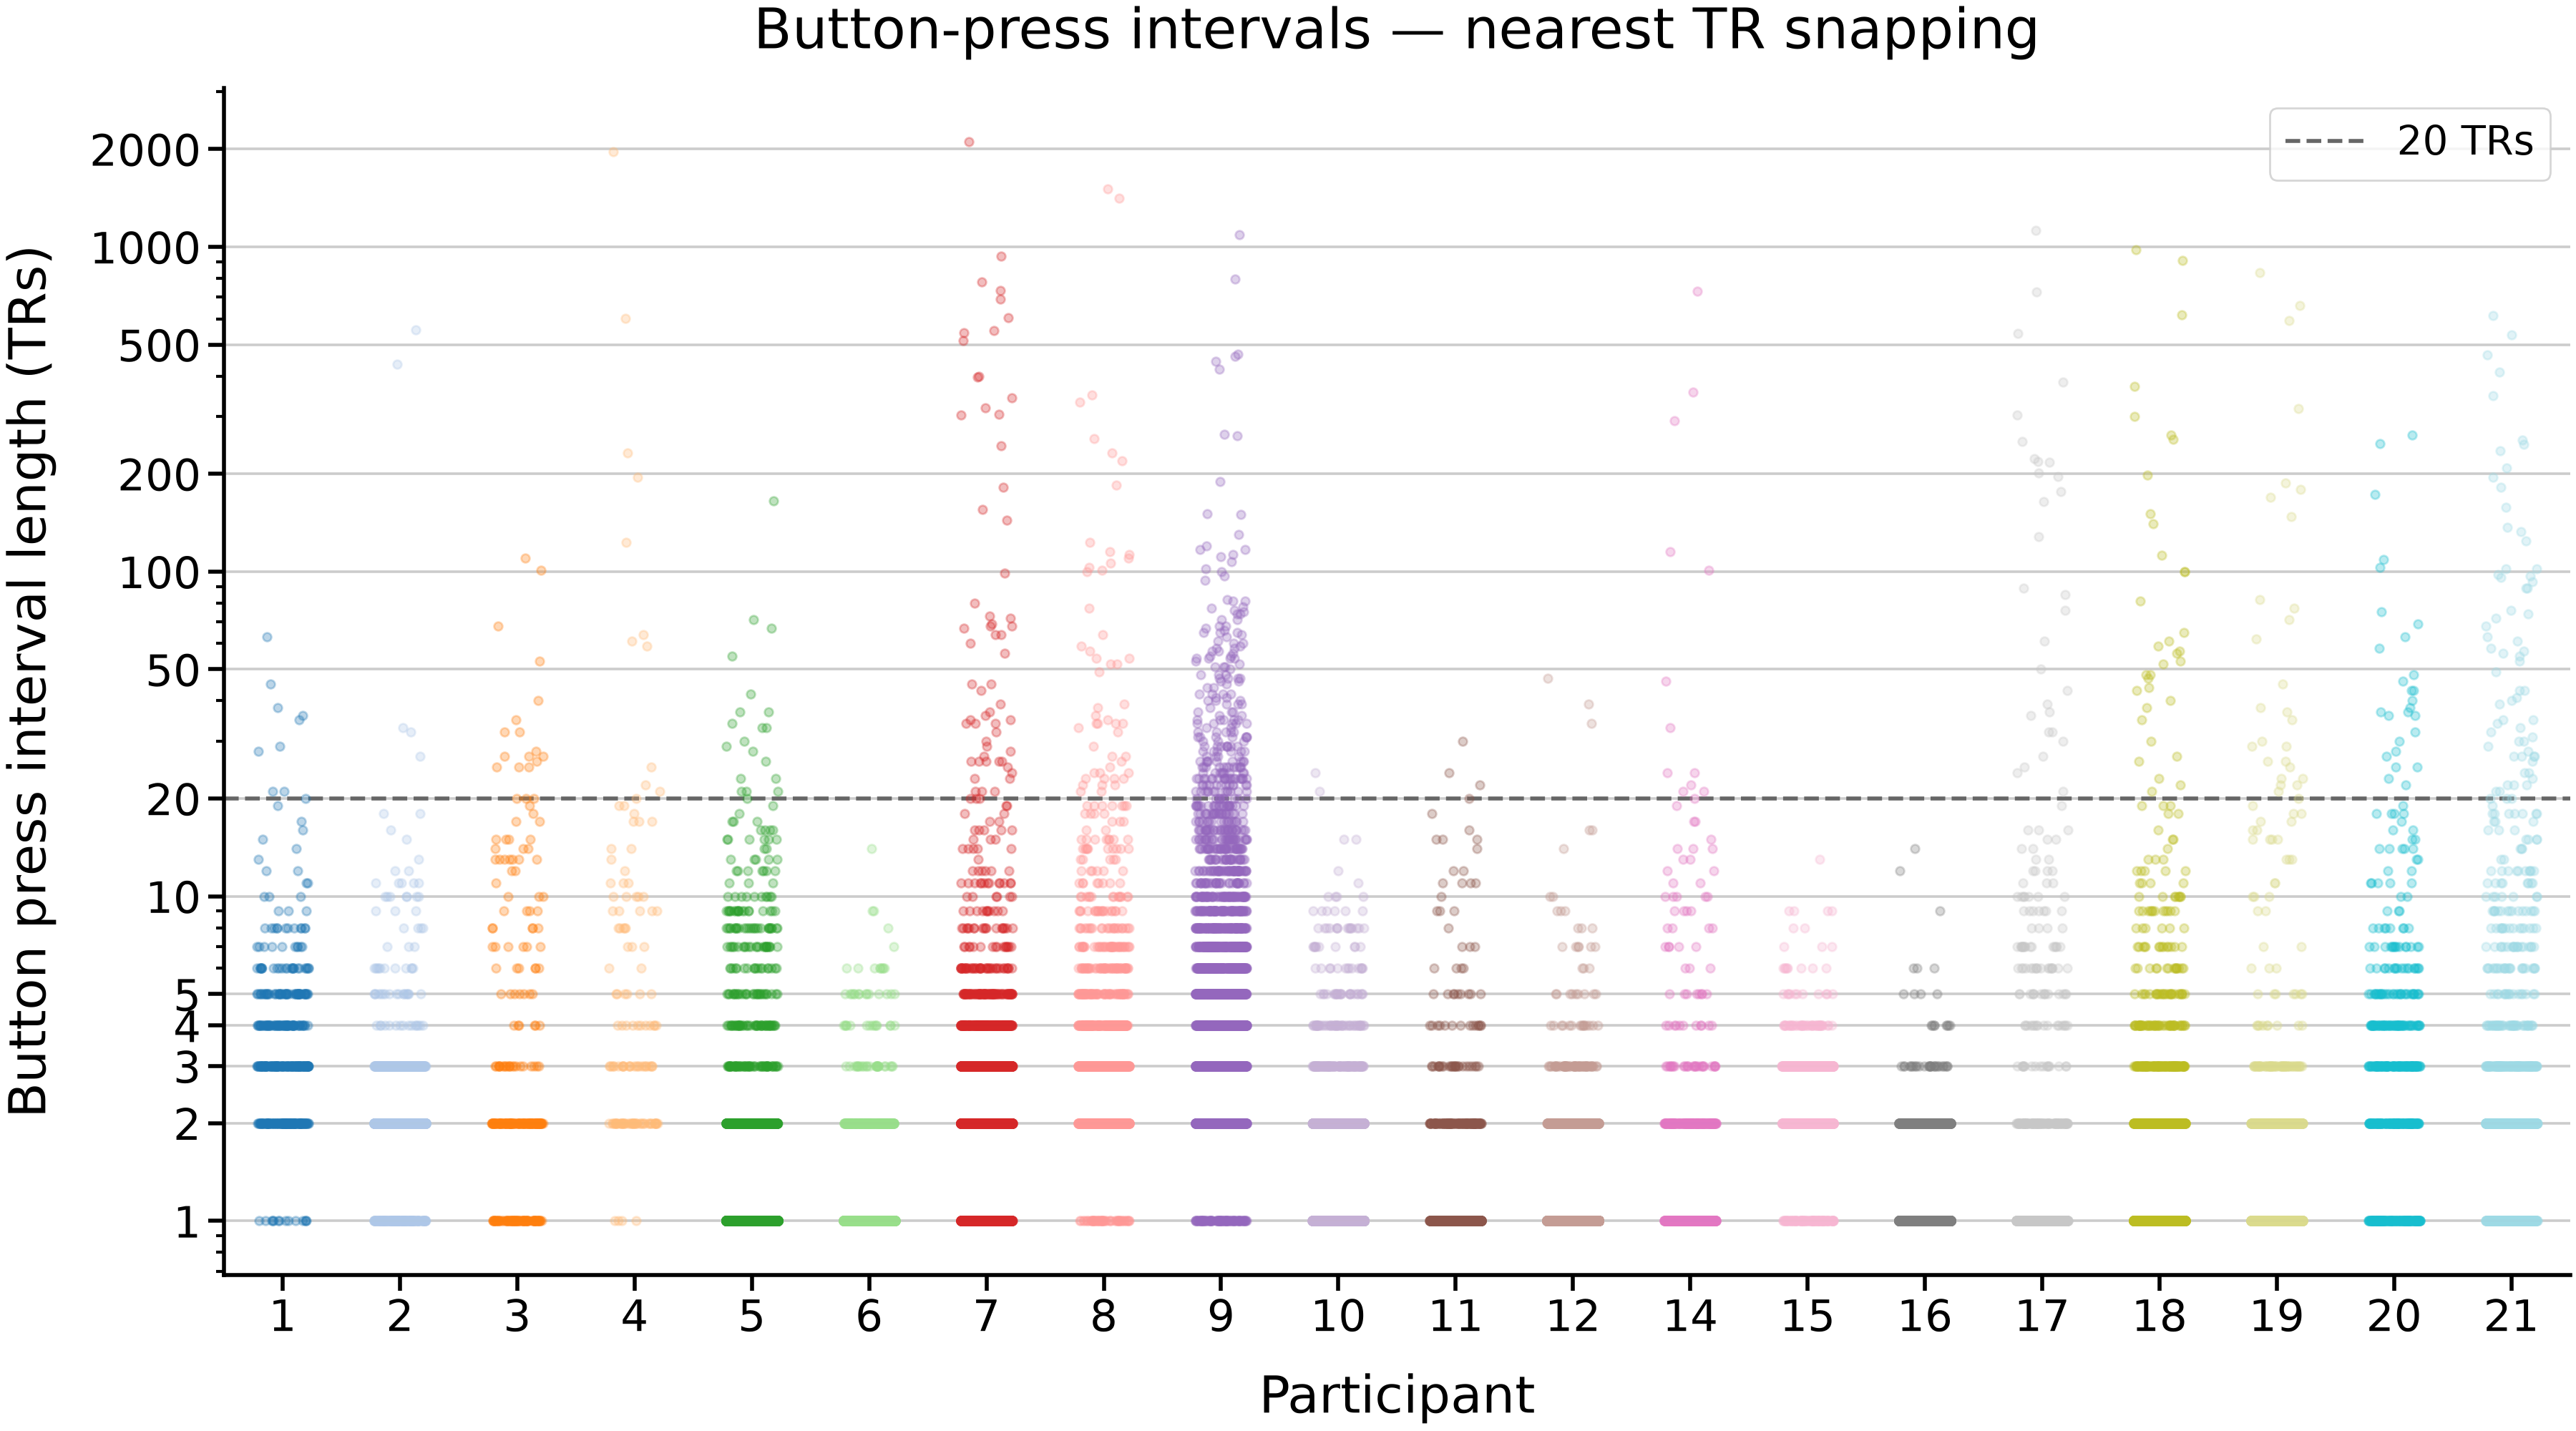 Button-press intervals — nearest TR snapping
20 TRs
Button press interval length (TRs)
2000
1000
500
200
100
50
20
10
5
4
3
2
1
1 2 3 4 5 6 7 8 9 10 11 12 14 15 16 17 18 19 20 21
Participant